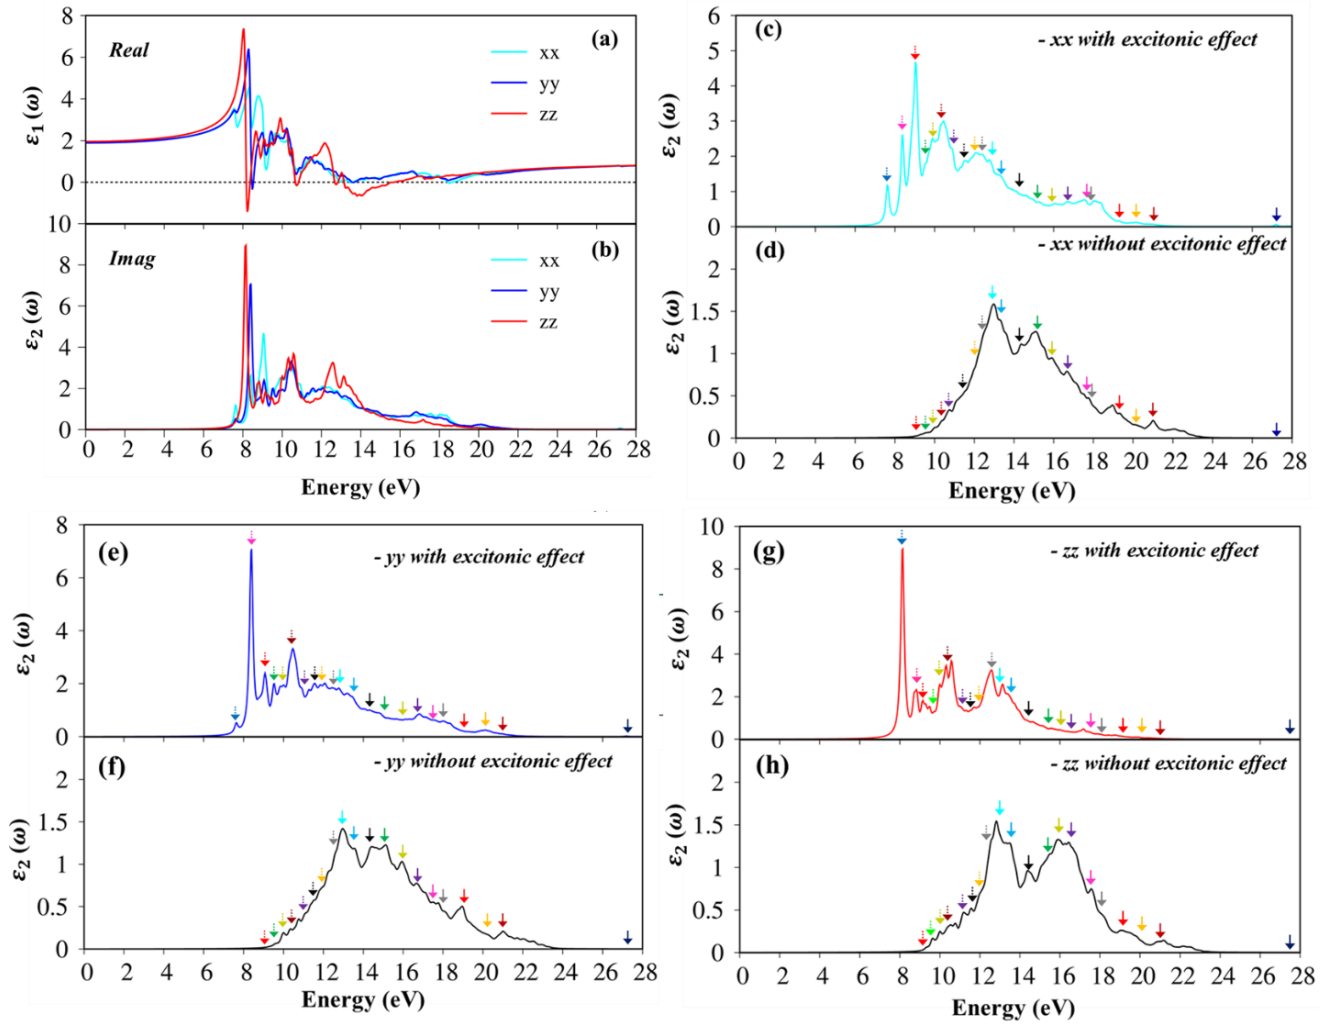 8
6
4
2
0
ε1 (ω)
Real
(a)
xx
yy
zz
10
8
6
4
2
0
ε2 (ω)
Imag
(b)
xx
yy
zz
0 2 4 6 8 10 12 14 16 18 20 22 24 26 28
Energy (eV)
6
5
4
3
2
1
0
ε2 (ω)
(c)
- xx with excitonic effect
2
1.5
1
0.5
0
ε2 (ω)
(d)
- xx without excitonic effect
0 2 4 6 8 10 12 14 16 18 20 22 24 26 28
Energy (eV)
8
6
4
2
0
ε2 (ω)
(e)
- yy with excitonic effect
2
1.5
1
0.5
0
ε2 (ω)
(f)
- yy without excitonic effect
0 2 4 6 8 10 12 14 16 18 20 22 24 26 28
Energy (eV)
10
8
6
4
2
0
ε2 (ω)
(g)
- zz with excitonic effect
2
1.5
1
0.5
0
ε2 (ω)
(h)
- zz without excitonic effect
0 2 4 6 8 10 12 14 16 18 20 22 24 26 28
Energy (eV)